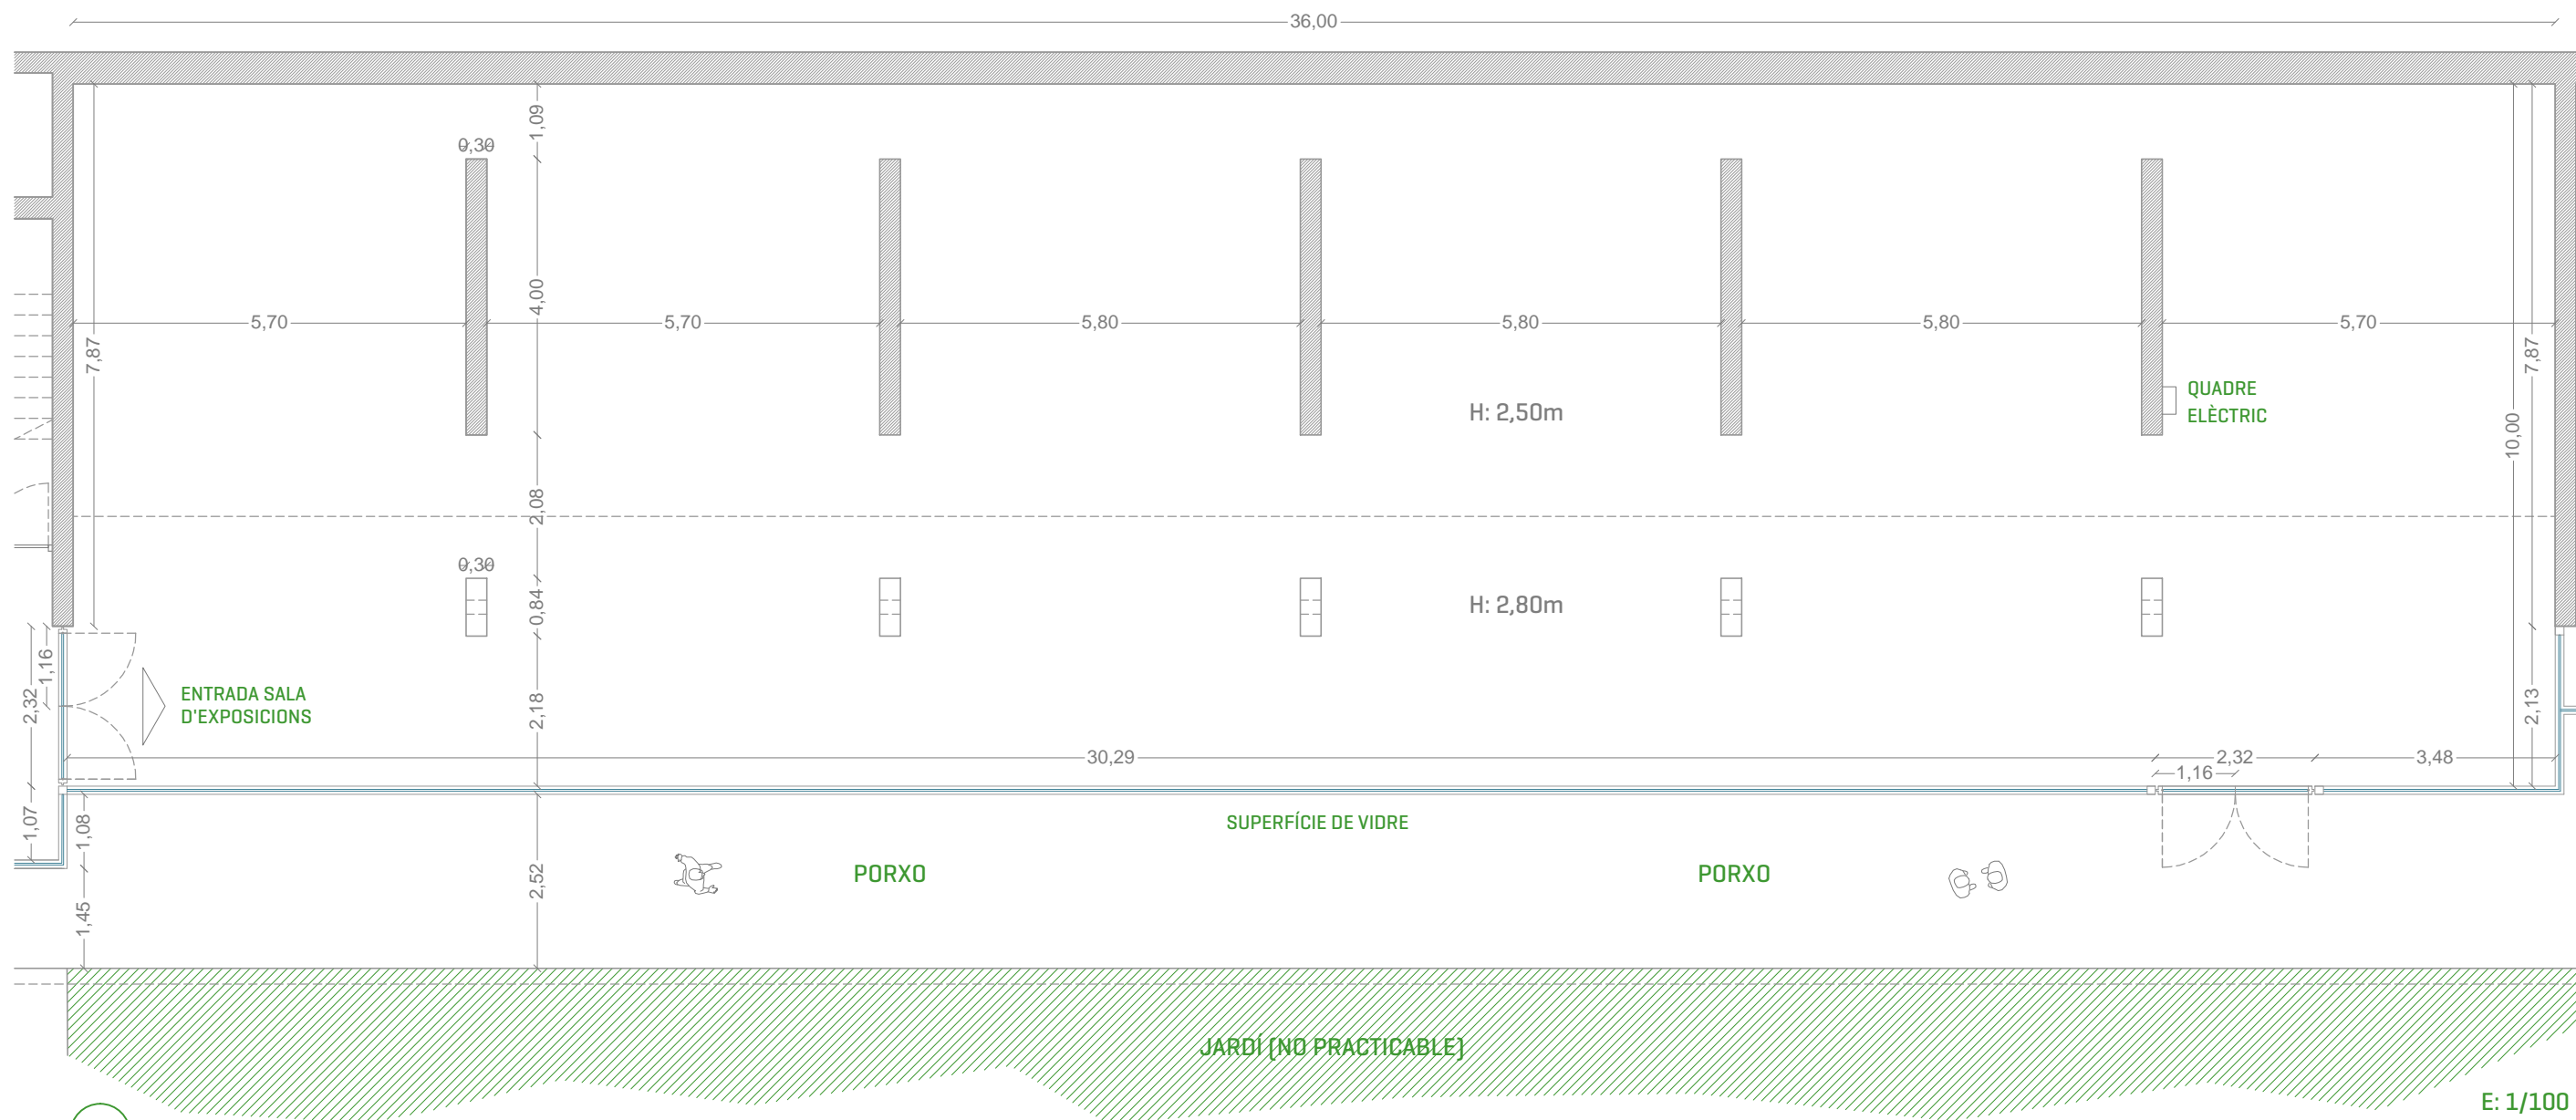 36,00
1,09
0,30
4,00
5,70
5,70
5,80
5,80
5,80
5,70
7,87
7,87
QUADRE
ELÈCTRIC
H: 2,50m
10,00
2,08
0,30
0,84
H: 2,80m
1,16
2,32
ENTRADA SALA
D'EXPOSICIONS
2,18
2,13
30,29
2,32
3,48
1,16
1,07
1,08
SUPERFÍCIE DE VIDRE
PORXO
PORXO
2,52
1,45
JARDÍ (NO PRACTICABLE)
E: 1/100